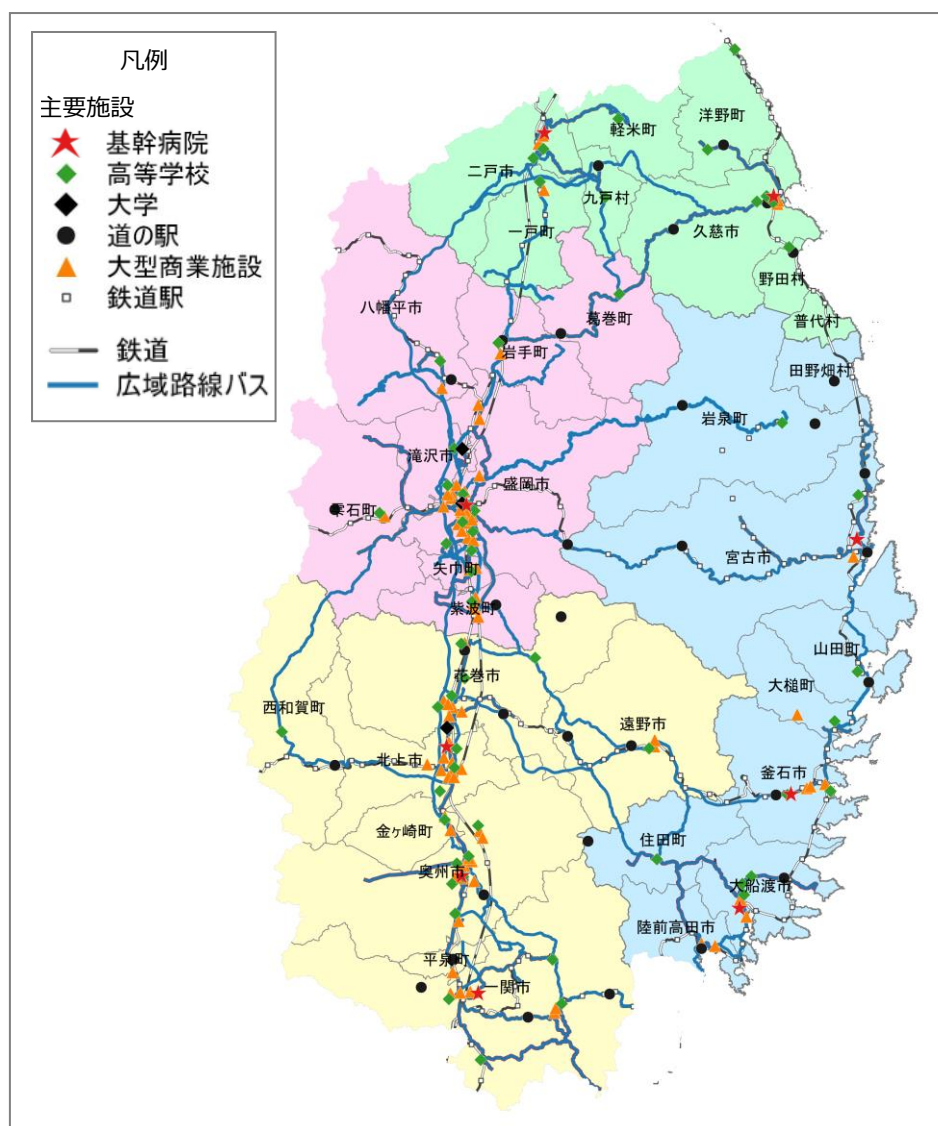 凡例
主要施設
基幹病院
高等学校
大学
道の駅
大型商業施設
鉄道駅
鉄道
広域路線バス
洋野町
軽米町
二戸市
九戸村
一戸町
久慈市
野田村
普代村
八幡平市
葛巻町
岩手町
田野畑村
岩泉町
滝沢市
盛岡市
雫石町
宮古市
矢巾町
紫波町
山田町
大槌町
花巻市
西和賀町
遠野市
北上市
釜石市
金ヶ崎町
住田町
奥州市
大船渡市
陸前高田市
平泉町
一関市